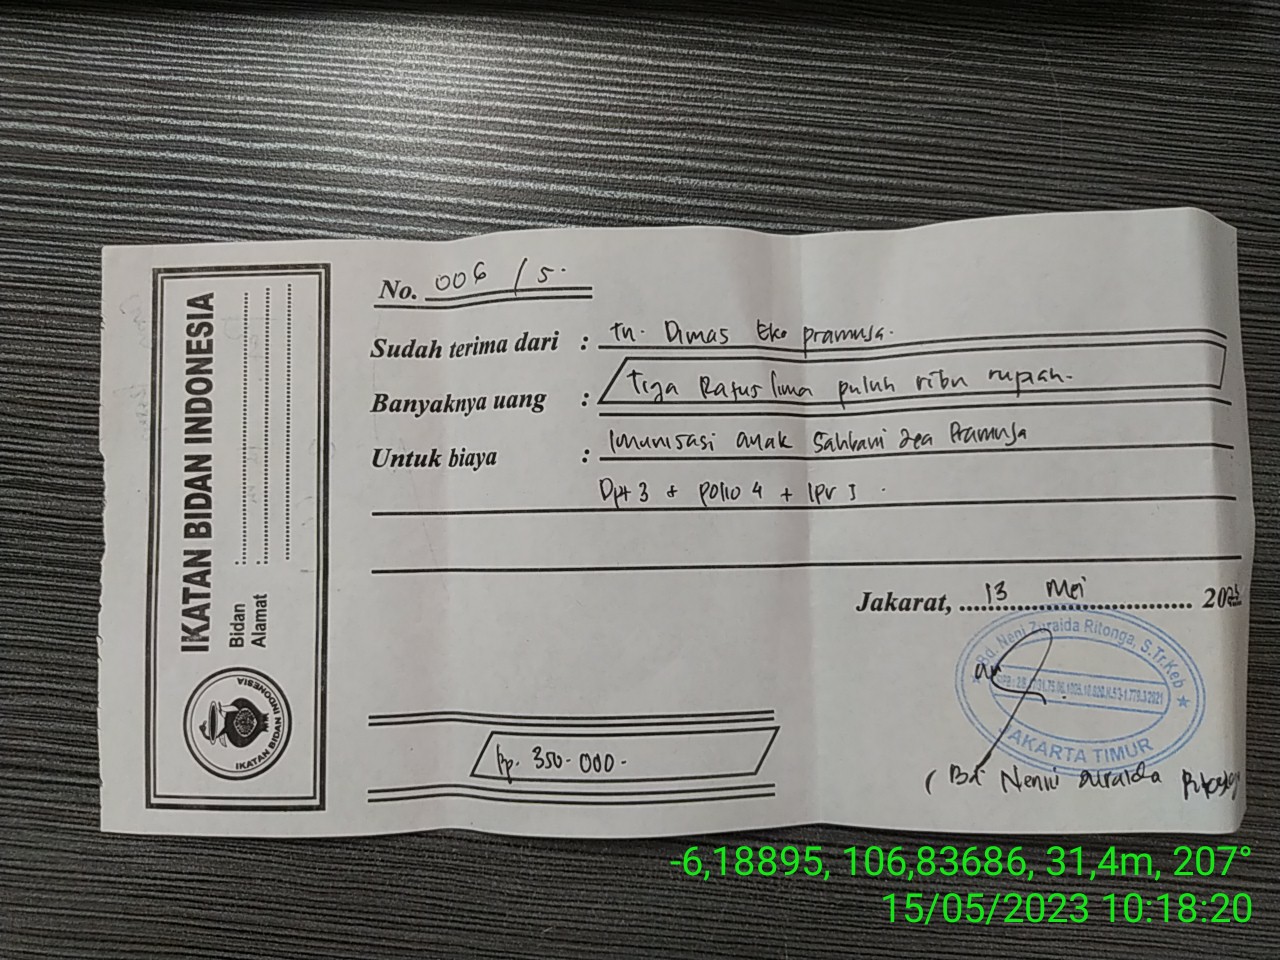 IKATAN BIDAN INDONESIA
Bidan :
Alamat :
IKATAN BIDAN INDONESIA
No. 006 / 5.
Sudah terima dari : tn. Dimas Eko pramusa.
Banyaknya uang : Tiga Ratus lima puluh ribu rupiah.
Untuk biaya : Imunisasi anak Sahbani Zea Pramusa
Dpt 3 + Polio 4 + IPV I.
Jakarat, 13 Mei 2023
Bd. Neni Zuraida Ritonga, S.Tr.Keb
JAKARTA TIMUR
Rp. 350.000.
( Bd Neni Zuraida Ritonga
-6,18895, 106,83686, 31,4m, 207°
15/05/2023 10:18:20